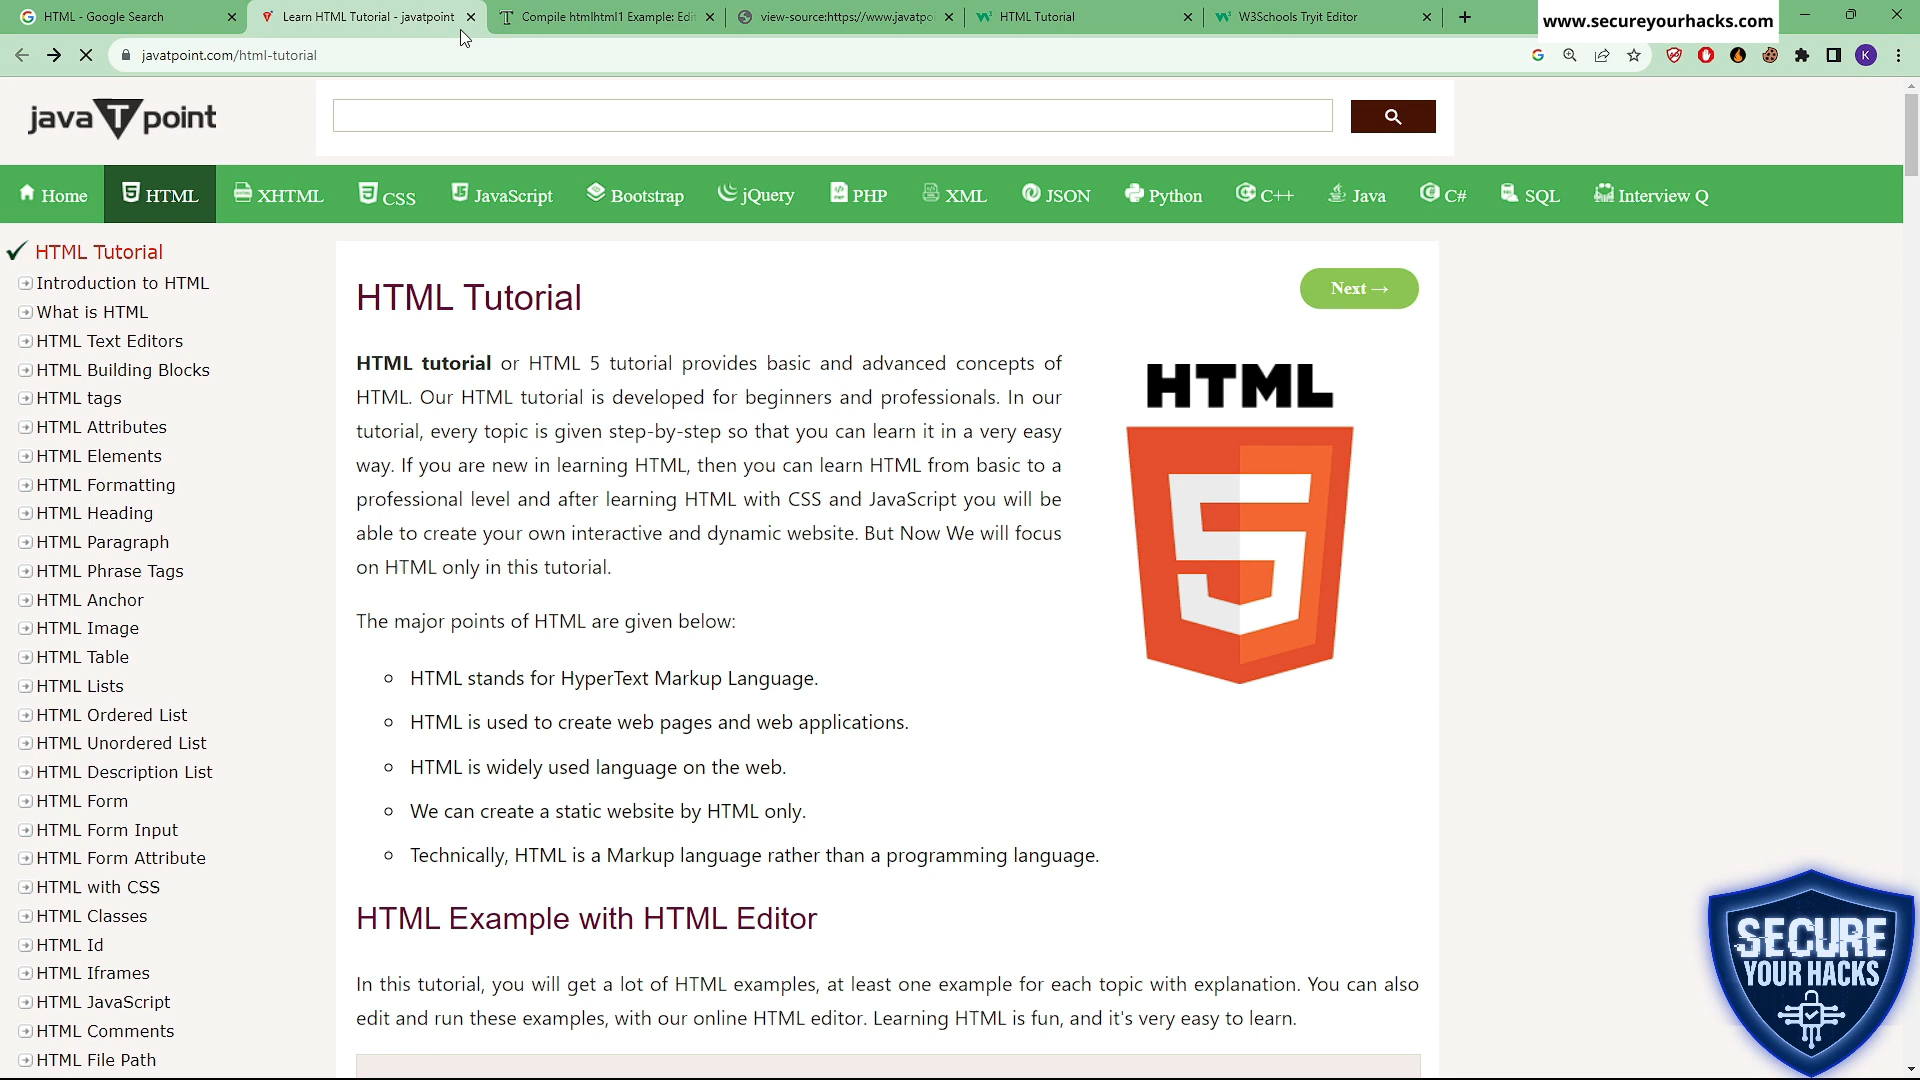 HTML - Google Search
Learn HTML Tutorial - javatpoint
Compile htmlhtml1 Example: Edi
view-source:https://www.javatpo
HTML Tutorial
W3Schools Tryit Editor
www.secureyourhacks.com
javatpoint.com/html-tutorial
K
java T point
Home
HTML
XHTML
CSS
JavaScript
Bootstrap
jQuery
PHP
XML
JSON
Python
C++
Java
C#
SQL
Interview Q
HTML Tutorial
Introduction to HTML
What is HTML
HTML Text Editors
HTML Building Blocks
HTML tags
HTML Attributes
HTML Elements
HTML Formatting
HTML Heading
HTML Paragraph
HTML Phrase Tags
HTML Anchor
HTML Image
HTML Table
HTML Lists
HTML Ordered List
HTML Unordered List
HTML Description List
HTML Form
HTML Form Input
HTML Form Attribute
HTML with CSS
HTML Classes
HTML Id
HTML Iframes
HTML JavaScript
HTML Comments
HTML File Path
HTML Tutorial
Next →
HTML tutorial or HTML 5 tutorial provides basic and advanced concepts of
HTML. Our HTML tutorial is developed for beginners and professionals. In our
tutorial, every topic is given step-by-step so that you can learn it in a very easy
way. If you are new in learning HTML, then you can learn HTML from basic to a
professional level and after learning HTML with CSS and JavaScript you will be
able to create your own interactive and dynamic website. But Now We will focus
on HTML only in this tutorial.
HTML
5
The major points of HTML are given below:
HTML stands for HyperText Markup Language.
HTML is used to create web pages and web applications.
HTML is widely used language on the web.
We can create a static website by HTML only.
Technically, HTML is a Markup language rather than a programming language.
HTML Example with HTML Editor
In this tutorial, you will get a lot of HTML examples, at least one example for each topic with explanation. You can also
edit and run these examples, with our online HTML editor. Learning HTML is fun, and it's very easy to learn.
SECURE
YOUR HACKS